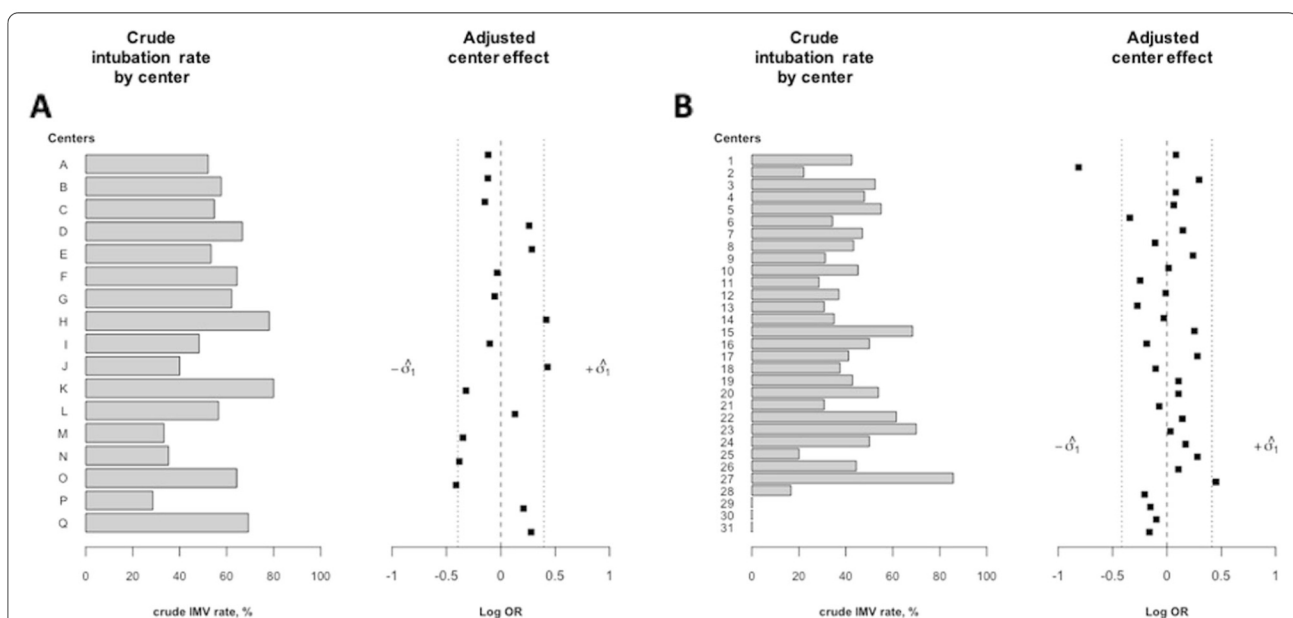 Crude
intubation rate
by center
Adjusted
center effect
A
Centers
A
B
C
D
E
F
G
H
I
J
K
L
M
N
O
P
Q
−σ̂1
+σ̂1
0 20 40 60 80 100
crude IMV rate, %
-1 -0.5 0 0.5 1
Log OR
Crude
intubation rate
by center
Adjusted
center effect
B
Centers
1
2
3
4
5
6
7
8
9
10
11
12
13
14
15
16
17
18
19
20
21
22
23
24
25
26
27
28
29
30
31
−σ̂1
+σ̂1
0 20 40 60 80 100
crude IMV rate, %
-1 -0.5 0 0.5 1
Log OR